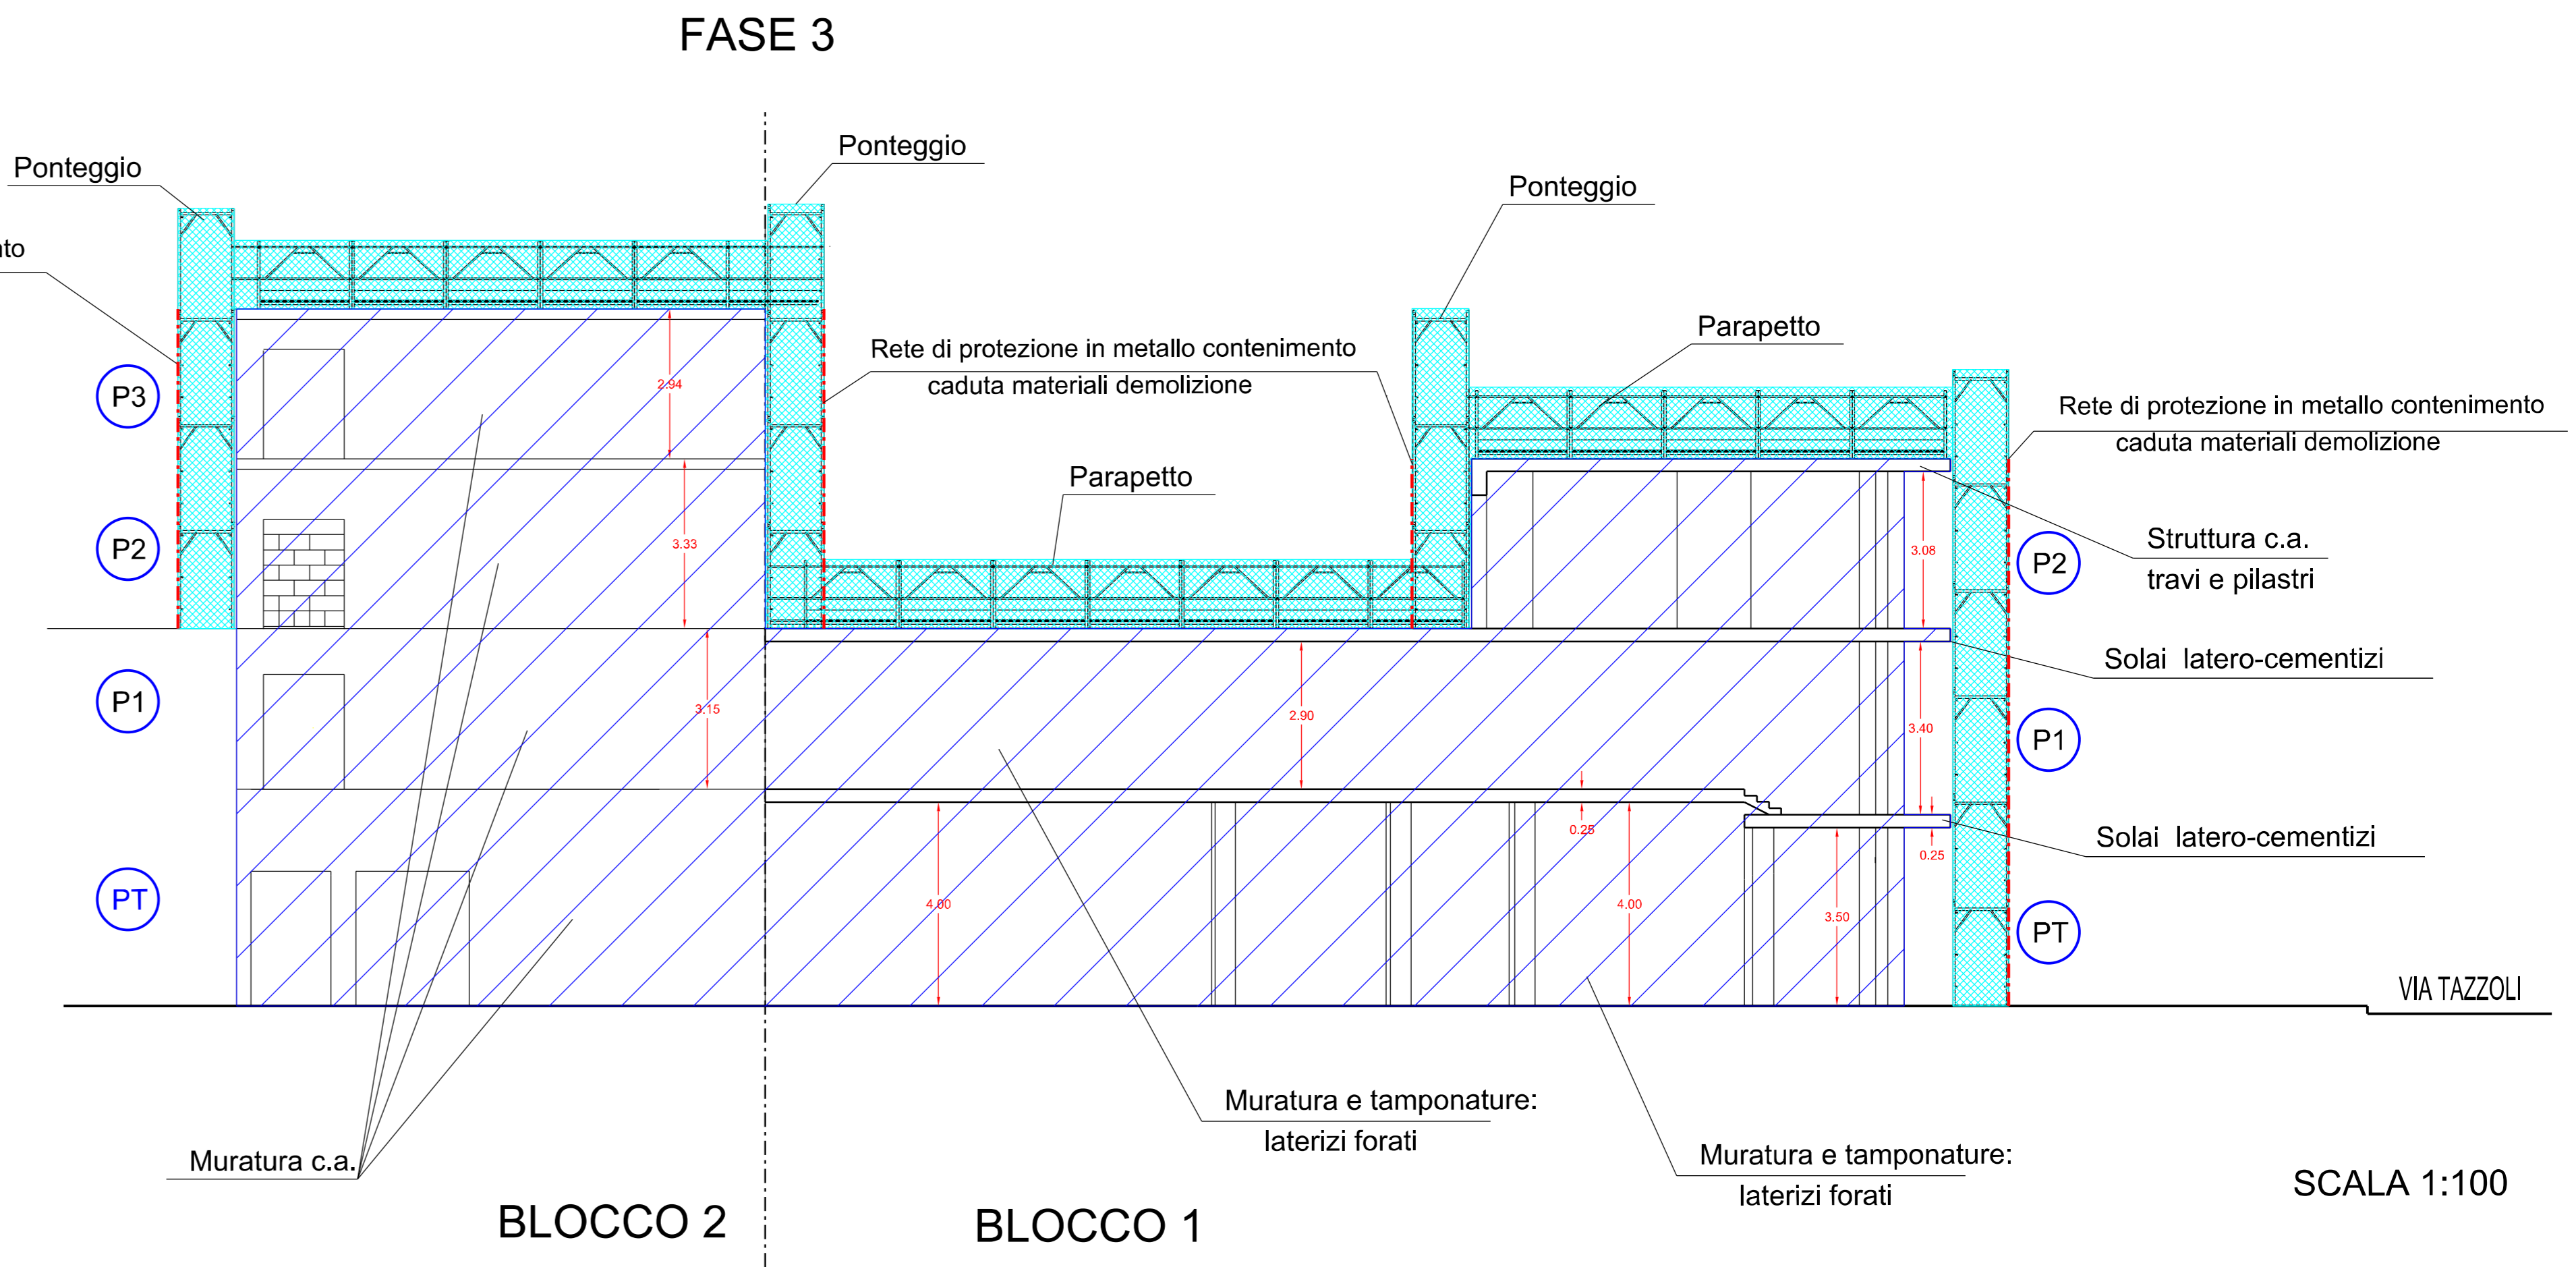 FASE 3
Ponteggio
Ponteggio
Ponteggio
Parapetto
Rete di protezione in metallo contenimento
caduta materiali demolizione
Rete di protezione in metallo contenimento
caduta materiali demolizione
Parapetto
P3
P2
P1
PT
2.94
3.33
3.15
2.90
4.00
0.25
4.00
3.50
0.25
3.40
3.08
P2
P1
PT
Struttura c.a.
travi e pilastri
Solai latero-cementizi
Solai latero-cementizi
VIA TAZZOLI
Muratura e tamponature:
laterizi forati
Muratura e tamponature:
laterizi forati
Muratura c.a.
SCALA 1:100
BLOCCO 2
BLOCCO 1